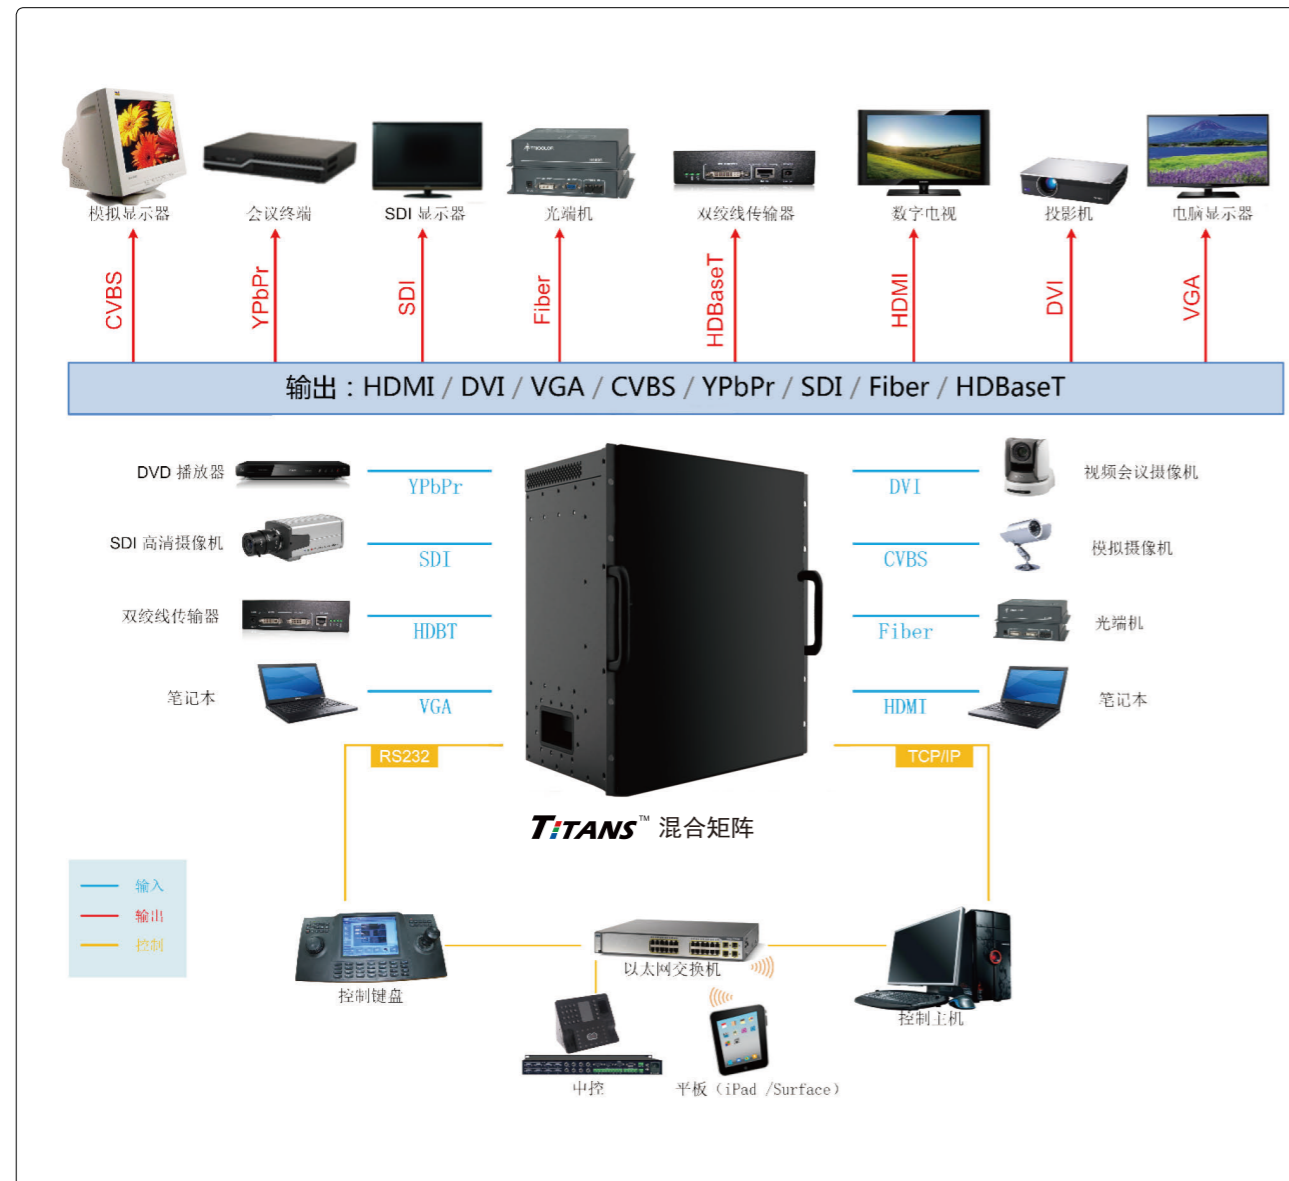 模拟显示器
会议终端
SDI 显示器
光端机
双绞线传输器
数字电视
投影机
电脑显示器
CVBS
YPbPr
SDI
Fiber
HDBaseT
HDMI
DVI
VGA
输出：HDMI / DVI / VGA / CVBS / YPbPr / SDI / Fiber / HDBaseT
DVD 播放器
YPbPr
DVI
视频会议摄像机
SDI 高清摄像机
SDI
CVBS
模拟摄像机
双绞线传输器
HDBT
Fiber
光端机
笔记本
VGA
HDMI
笔记本
RS232
TCP/IP
TITANS™ 混合矩阵
输入
输出
控制
控制键盘
以太网交换机
控制主机
中控
平板（iPad /Surface）